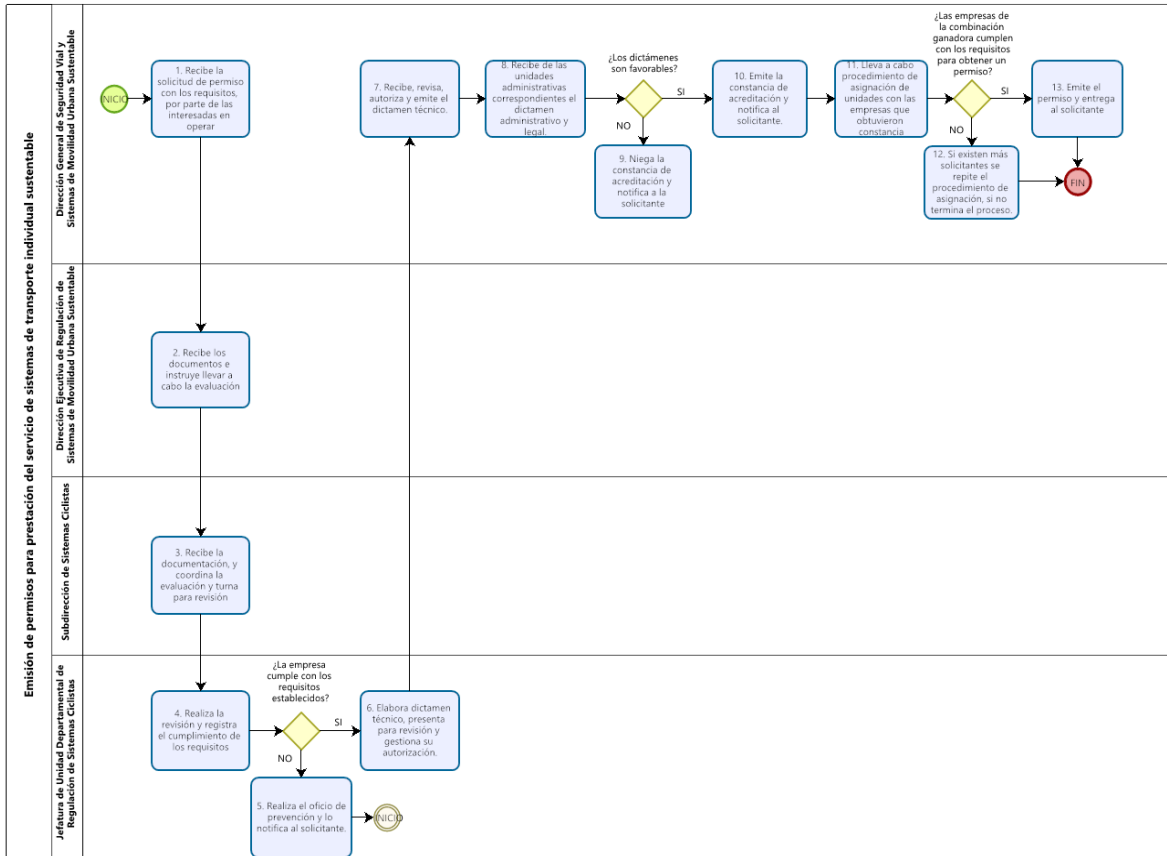 Emisión de permisos para prestación del servicio de sistemas de transporte individual sustentable
Dirección General de Seguridad Vial y
Sistemas de Movilidad Urbana Sustentable
INICIO
1. Recibe la
solicitud de permiso
con los requisitos,
por parte de las
interesadas en
operar
7. Recibe, revisa,
autoriza y emite el
dictamen técnico.
8. Recibe de las
unidades
administrativas
correspondientes el
dictamen
administrativo y
legal.
¿Los dictámenes
son favorables?
SI
NO
9. Niega la
constancia de
acreditación y
notifica a la
solicitante
10. Emite la
constancia de
acreditación y
notifica al
solicitante.
11. Lleva a cabo
procedimiento de
asignación de
unidades con las
empresas que
obtuvieron
constancia
¿Las empresas de
la combinación
ganadora cumplen
con los requisitos
para obtener un
permiso?
SI
NO
12. Si existen más
solicitantes se
repite el
procedimiento de
asignación, si no
termina el proceso.
13. Emite el
permiso y entrega
al solicitante
FIN
Dirección Ejecutiva de Regulación de
Sistemas de Movilidad Urbana Sustentable
2. Recibe los
documentos e
instruye llevar a
cabo la evaluación
Subdirección de Sistemas Ciclistas
3. Recibe la
documentación, y
coordina la
evaluación y turna
para revisión
Jefatura de Unidad Departamental de
Regulación de Sistemas Ciclistas
4. Realiza la
revisión y registra
el cumplimiento de
los requisitos
¿La empresa
cumple con los
requisitos
establecidos?
SI
NO
5. Realiza el oficio de
prevención y lo
notifica al solicitante.
INICIO
6. Elabora dictamen
técnico, presenta
para revisión y
gestiona su
autorización.